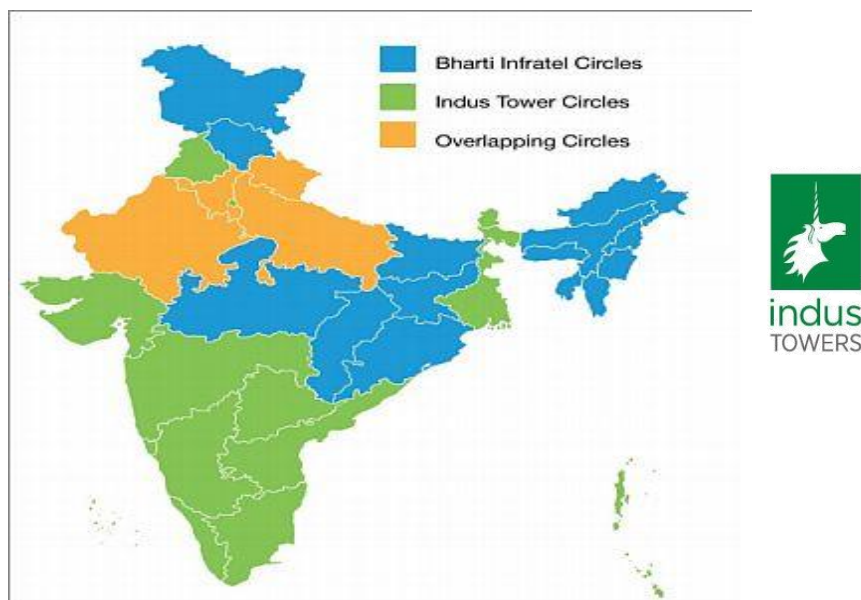 Bharti Infratel Circles
Indus Tower Circles
Overlapping Circles
indus
TOWERS